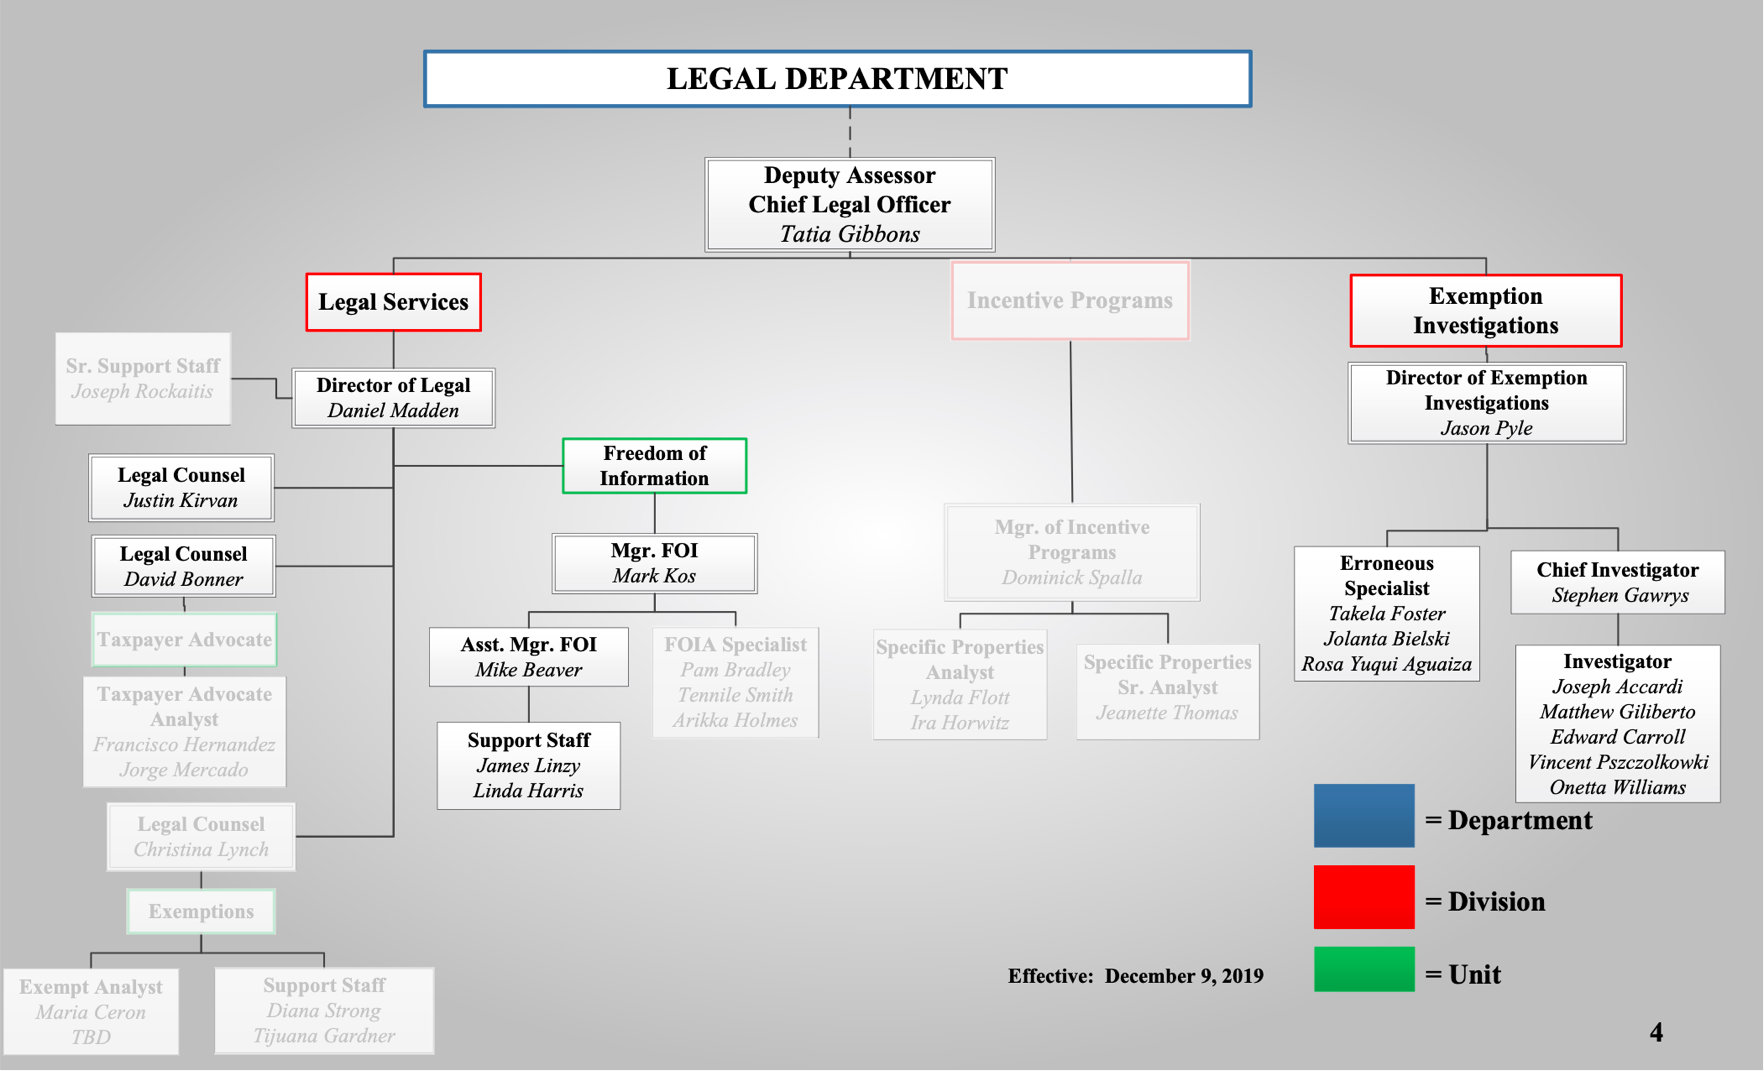 LEGAL DEPARTMENT
Deputy Assessor
Chief Legal Officer
Tatia Gibbons
Legal Services
Incentive Programs
Exemption
Investigations
Sr. Support Staff
Joseph Rockaitis
Director of Legal
Daniel Madden
Director of Exemption
Investigations
Jason Pyle
Legal Counsel
Justin Kirvan
Freedom of
Information
Legal Counsel
David Bonner
Mgr. FOI
Mark Kos
Mgr. of Incentive
Programs
Dominick Spalla
Erroneous
Specialist
Takela Foster
Jolanta Bielski
Rosa Yuqui Aguaiza
Chief Investigator
Stephen Gawrys
Taxpayer Advocate
Asst. Mgr. FOI
Mike Beaver
FOIA Specialist
Pam Bradley
Tennile Smith
Arikka Holmes
Specific Properties
Analyst
Lynda Flott
Ira Horwitz
Specific Properties
Sr. Analyst
Jeanette Thomas
Investigator
Joseph Accardi
Matthew Giliberto
Edward Carroll
Vincent Pszczolkowki
Onetta Williams
Taxpayer Advocate
Analyst
Francisco Hernandez
Jorge Mercado
Support Staff
James Linzy
Linda Harris
Legal Counsel
Christina Lynch
Exemptions
Exempt Analyst
Maria Ceron
TBD
Support Staff
Diana Strong
Tijuana Gardner
= Department
= Division
= Unit
Effective: December 9, 2019
4